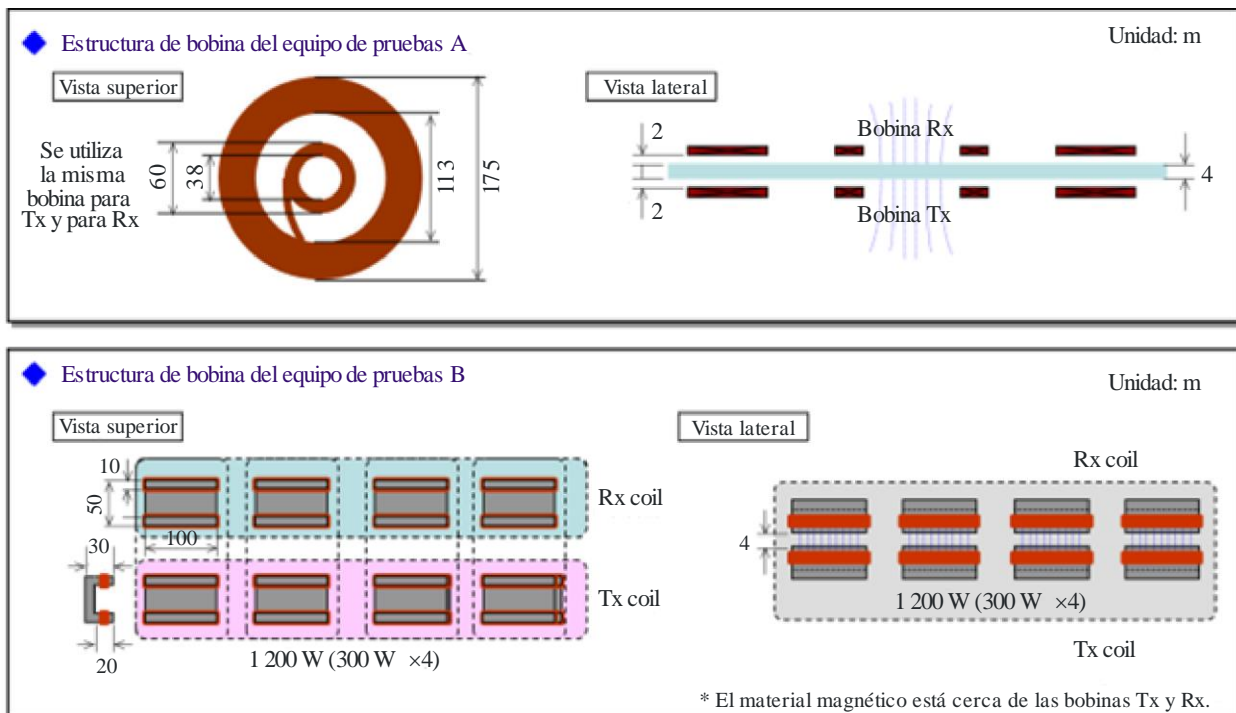 Estructura de bobina del equipo de pruebas A
Unidad: m
Vista superior
Vista lateral
Se utiliza
la misma
bobina para
Tx y para Rx
60
38
113
175
2
2
Bobina Rx
Bobina Tx
4
Estructura de bobina del equipo de pruebas B
Unidad: m
Vista superior
Vista lateral
10
50
100
30
20
Rx coil
Tx coil
1 200 W (300 W ×4)
Rx coil
4
1 200 W (300 W ×4)
Tx coil
* El material magnético está cerca de las bobinas Tx y Rx.